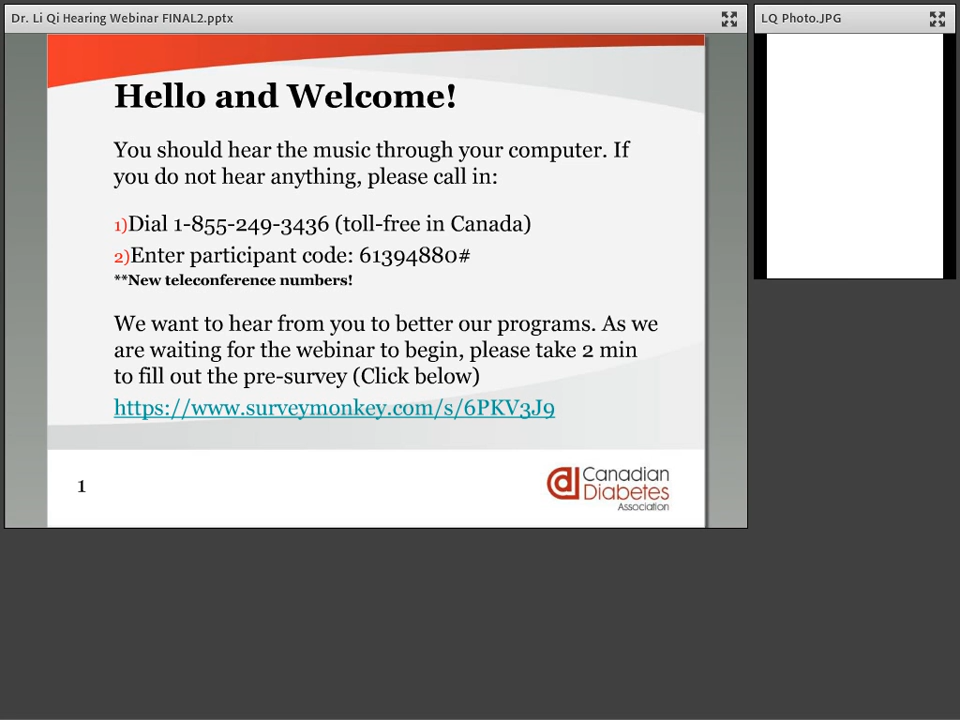 Dr. Li Qi Hearing Webinar FINAL2.pptx
LQ Photo.JPG
Hello and Welcome!
You should hear the music through your computer. If
you do not hear anything, please call in:
1)Dial 1-855-249-3436 (toll-free in Canada)
2)Enter participant code: 61394880#
**New teleconference numbers!
We want to hear from you to better our programs. As we
are waiting for the webinar to begin, please take 2 min
to fill out the pre-survey (Click below)
https://www.surveymonkey.com/s/6PKV3J9
1
Canadian
Diabetes
Association